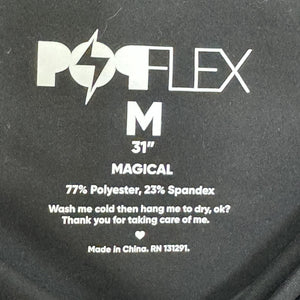 POPFLEX
M
31"
MAGICAL
77% Polyester, 23% Spandex
Wash me cold then hang me to dry, ok?
Thank you for taking care of me.
Made in China. RN 131291.